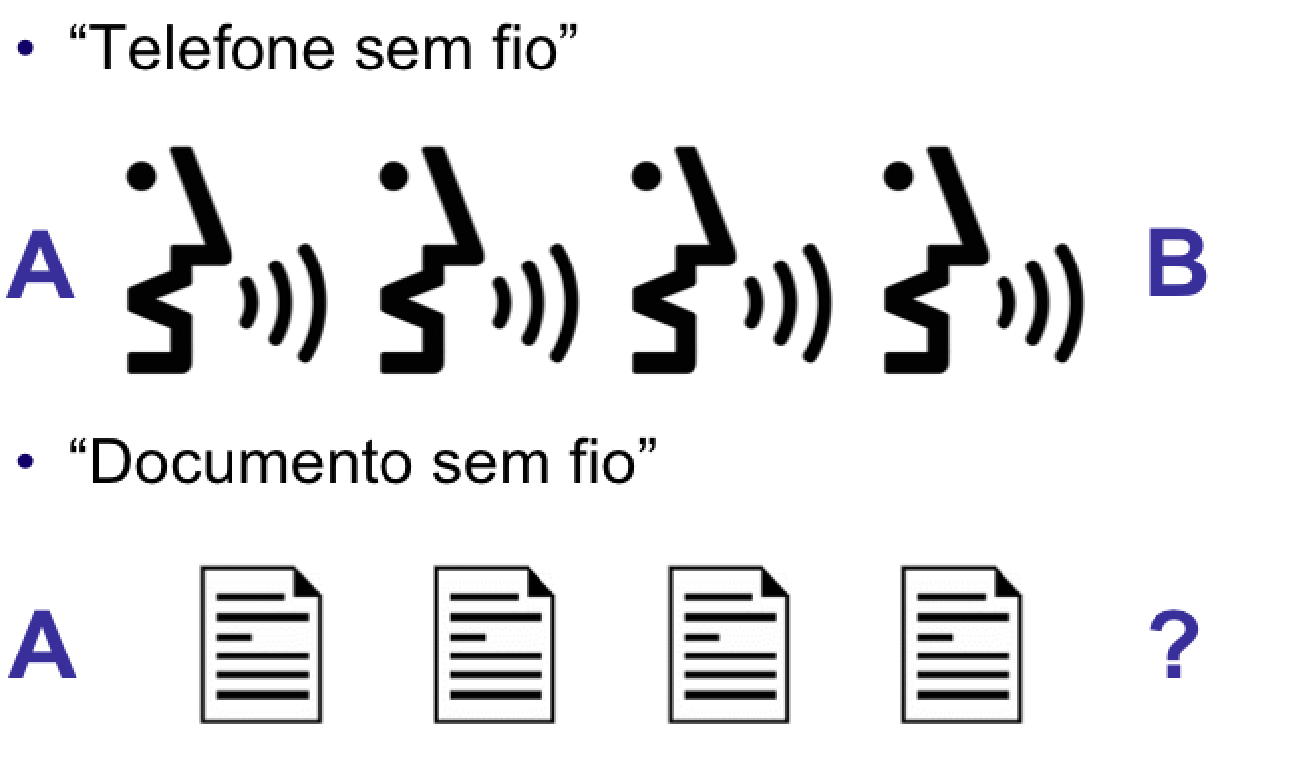 • “Telefone sem fio”
A B
• “Documento sem fio”
A ?